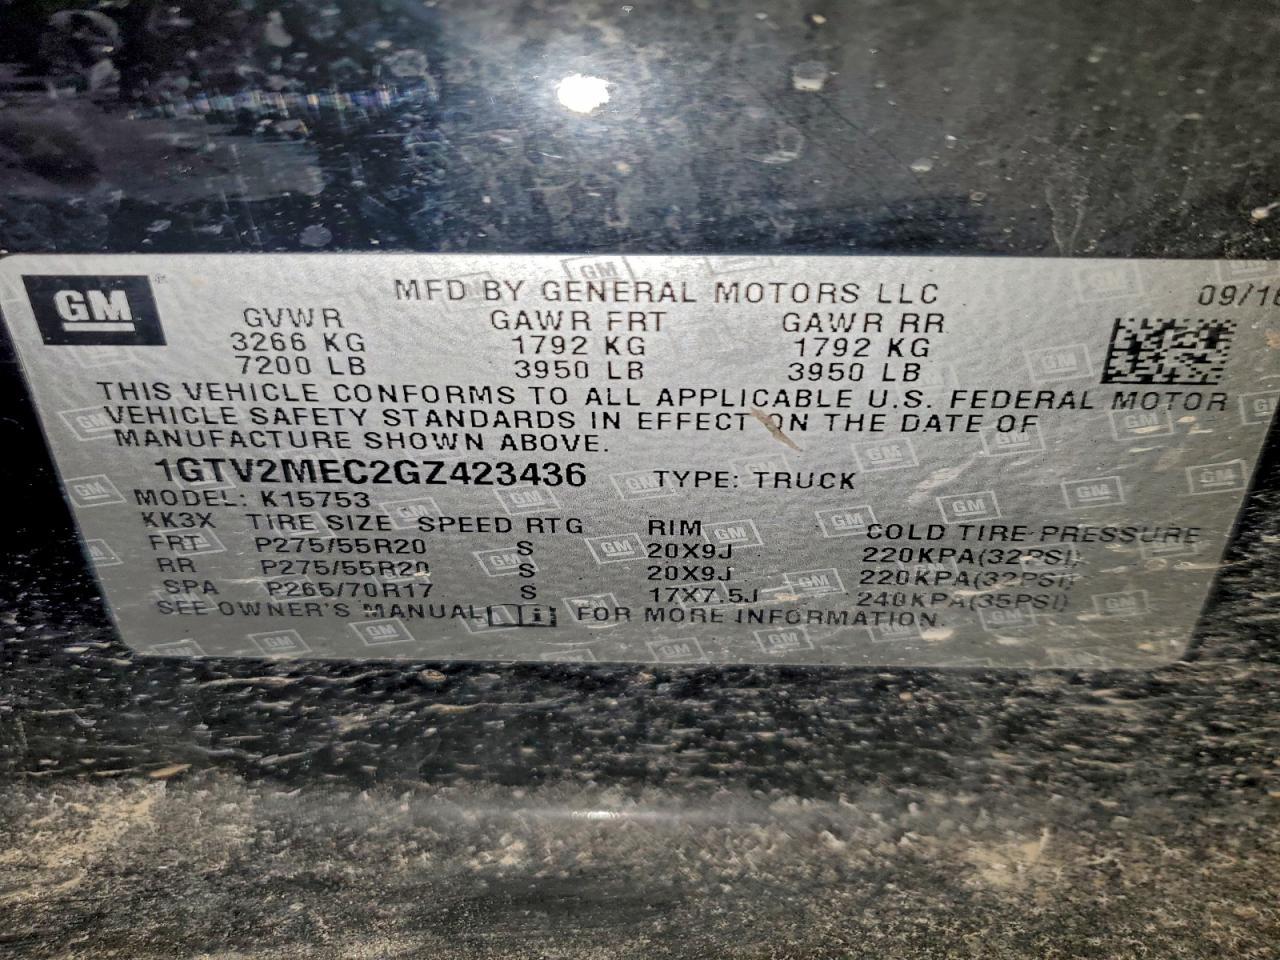 GM MFD BY GENERAL MOTORS LLC 09/1
GVWR GAWR FRT GAWR RR
3266 KG 1792 KG 1792 KG
7200 LB 3950 LB 3950 LB
THIS VEHICLE CONFORMS TO ALL APPLICABLE U.S. FEDERAL MOTOR
VEHICLE SAFETY STANDARDS IN EFFECT ON THE DATE OF
MANUFACTURE SHOWN ABOVE.
1GTV2MEC2GZ423436 TYPE: TRUCK
MODEL: K15753
KK3X TIRE SIZE SPEED RTG RIM COLD TIRE PRESSURE
FRT P275/55R20 S 20X9J 220KPA(32PSI)
RR P275/55R20 S 20X9J 220KPA(32PSI)
SPA P265/70R17 S 17X7.5J 240KPA(35PSI)
SEE OWNER'S MANUAL FOR MORE INFORMATION.